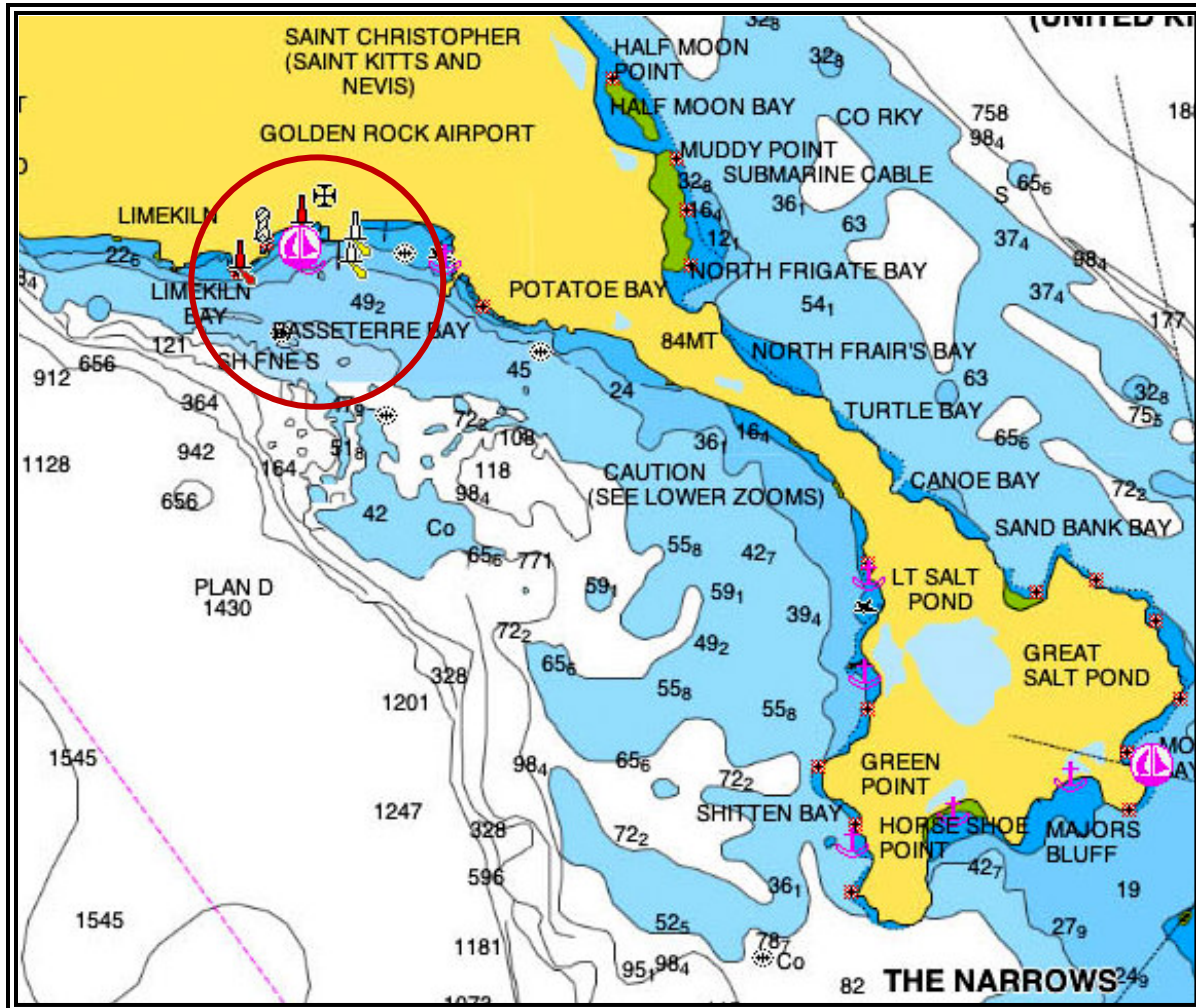 (UNITED KI
SAINT CHRISTOPHER
(SAINT KITTS AND
NEVIS)
HALF MOON
POINT
32₈
32₈
HALF MOON BAY
CO RKY
758
98₄
GOLDEN ROCK AIRPORT
MUDDY POINT
32₈
SUBMARINE CABLE
S
65₆
16₄
36₁
63
LIMEKILN
12₁
37₄
98₄
22₆
NORTH FRIGATE BAY
LIMEKILN
BAY
49₂
POTATOE BAY
54₁
37₄
177
BASSETERRE BAY
84MT
121
SH FNE S
NORTH FRAIR'S BAY
656
912
45
24
63
32₈
364
47₉
72₂
TURTLE BAY
75₅
108
36₁
16₄
65₆
942
51₈
1128
164
118
CAUTION
(SEE LOWER ZOOMS)
CANOE BAY
656
98₄
72₂
42
Co
SAND BANK BAY
65₆
771
55₈
42₇
PLAN D
1430
59₁
59₁
LT SALT
POND
39₄
72₂
49₂
65₆
GREAT
SALT POND
328
1201
55₈
55₈
1545
98₄
65₆
GREEN
POINT
72₂
1247
SHITTEN BAY
328
72₂
HORSE SHOE
POINT
MAJORS
BLUFF
596
36₁
42₇
19
1545
52₅
27₉
1181
78₇
95₁
98₄
Co
82
THE NARROWS
24₉